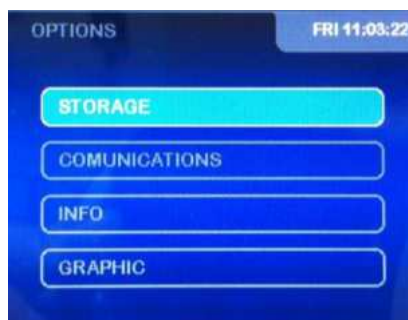 OPTIONS
FRI 11:03:22
STORAGE
COMUNICATIONS
INFO
GRAPHIC